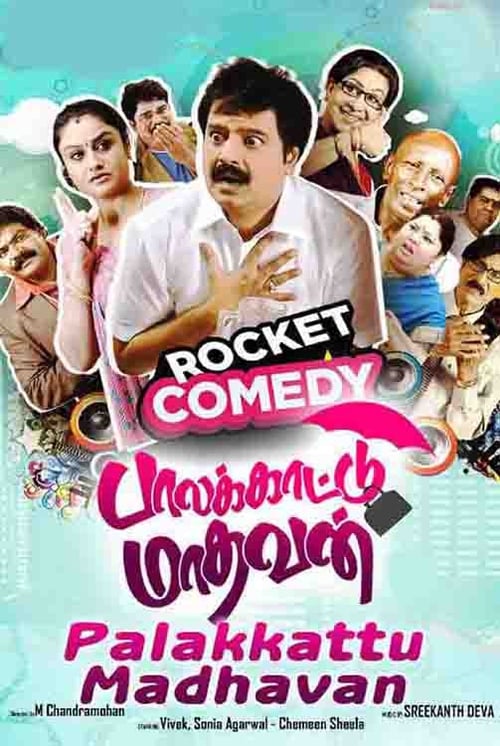 ROCKET
COMEDY
பாலக்காட்டு
மாதவன்
Palakkattu
Madhavan
M Chandramohan
SREEKANTH DEVA
Vivek, Sonia Agarwal - Chemeen Sheela